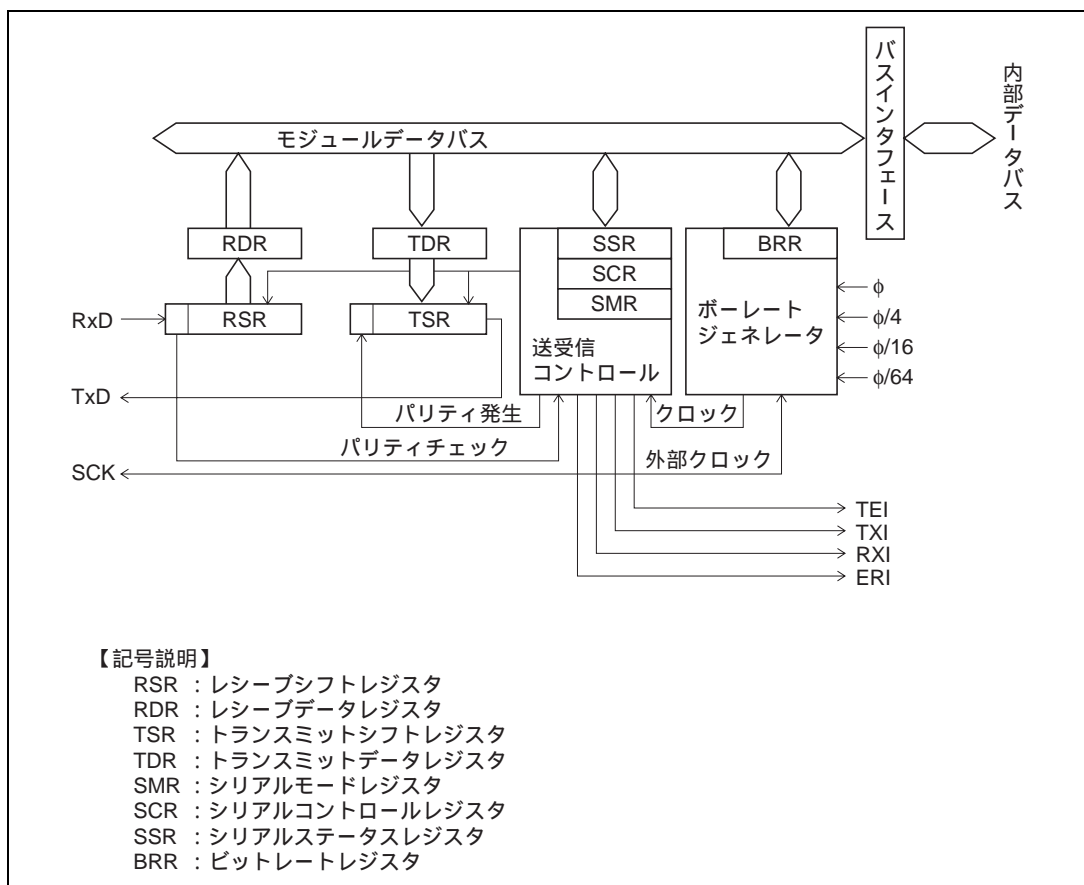 バスインタフェース
内部データバス
モジュールデータバス
RDR
TDR
SSR
BRR
SCR
SMR
RxD
RSR
TSR
ボーレート
ジェネレータ
φ
φ/4
φ/16
φ/64
送受信
コントロール
TxD
パリティ発生
クロック
パリティチェック
外部クロック
SCK
TEI
TXI
RXI
ERI
【記号説明】
RSR :レシーブシフトレジスタ
RDR :レシーブデータレジスタ
TSR :トランスミットシフトレジスタ
TDR :トランスミットデータレジスタ
SMR :シリアルモードレジスタ
SCR :シリアルコントロールレジスタ
SSR :シリアルステータスレジスタ
BRR :ビットレートレジスタ